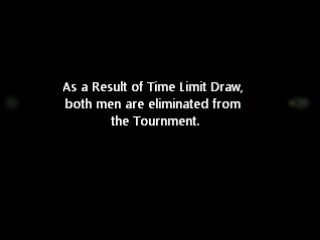 As a Result of Time Limit Draw,
both men are eliminated from
the Tournment.